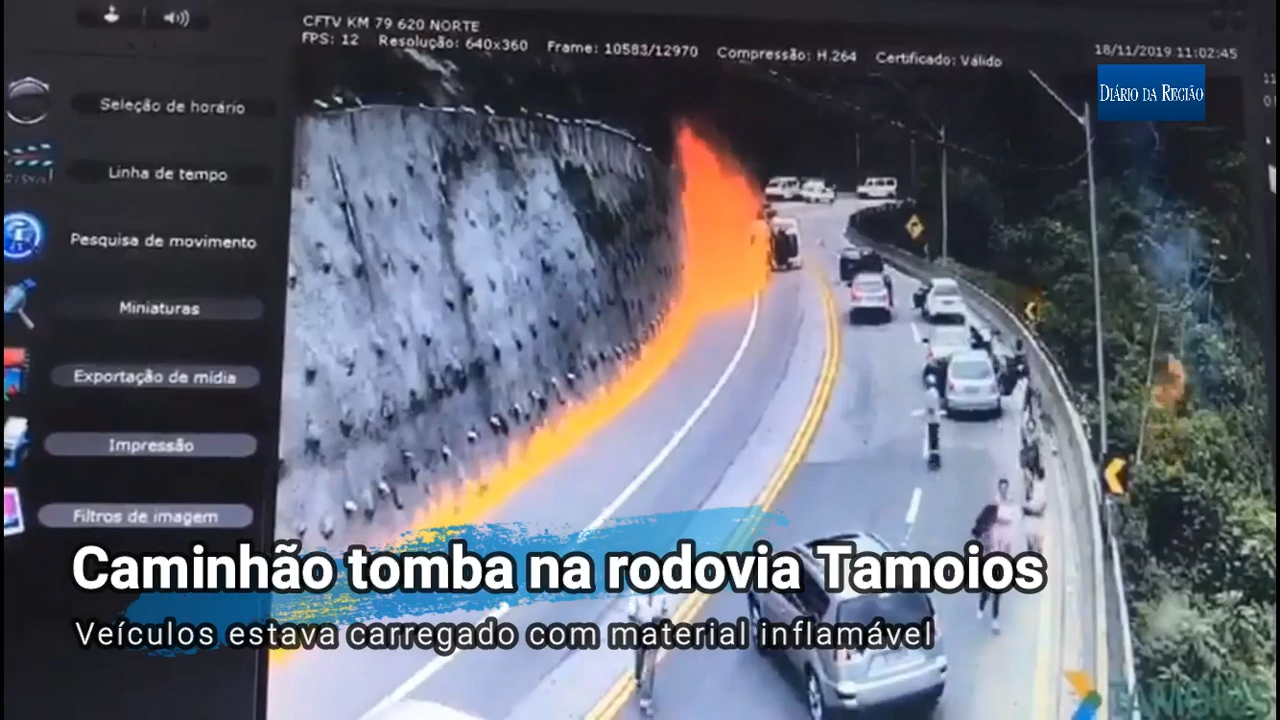 CFTV KM 79 620 NORTE
FPS: 12 Resolução: 640x360 Frame: 10583/12970 Compressão: H.264 Certificado: Válido
18/11/2019 11:02:45
DIÁRIO DA REGIÃO
Seleção de horário
Linha de tempo
Pesquisa de movimento
Miniaturas
Exportação de mídia
Impressão
Filtros de imagem
Caminhão tomba na rodovia Tamoios
Veículos estava carregado com material inflamável
TAMOIOS